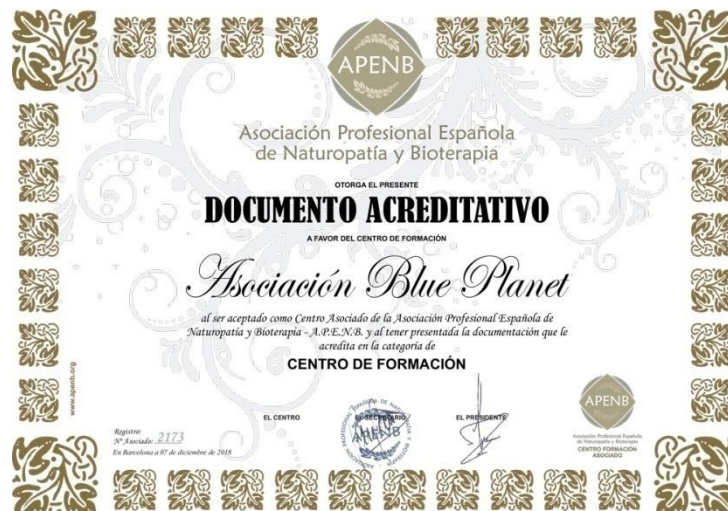 APENB
Asociación Profesional Española
de Naturopatía y Bioterapia
OTORGA EL PRESENTE
DOCUMENTO ACREDITATIVO
A FAVOR DEL CENTRO DE FORMACIÓN
Asociación Blue Planet
al ser aceptado como Centro Asociado de la Asociación Profesional Española de
Naturopatía y Bioterapia - A.P.E.N.B. y al tener presentada la documentación que le
acredita en la categoría de
CENTRO DE FORMACIÓN
www.apenb.org
EL CENTRO
EL SECRETARIO
EL PRESIDENTE
Registro:
Nº Asociado: 2173
En Barcelona a 07 de diciembre de 2018
APENB
APENB
Asociación Profesional Española
de Naturopatía y Bioterapia
CENTRO FORMACIÓN
ASOCIADO